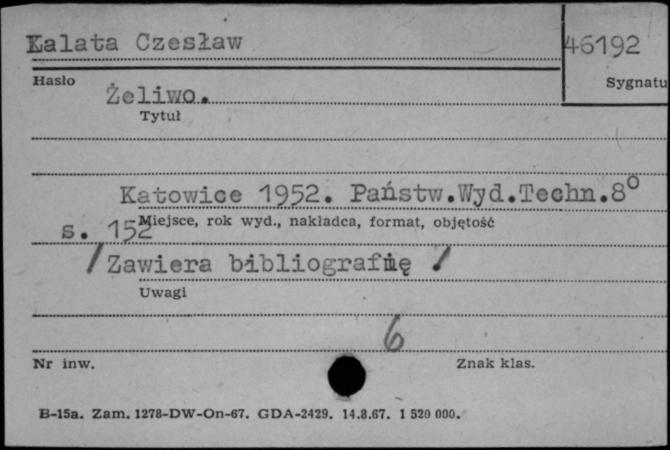 Kalata Czesław
46192
Hasło
Sygnatu
Żeliwo.
Tytuł
Katowice 1952. Państw.Wyd.Techn.8°
Miejsce, rok wyd., nakładca, format, objętość
s. 152
/Zawiera bibliografię /
Uwagi
6
Nr inw.
Znak klas.
B-15a. Zam. 1278-DW-On-67. GDA-2429. 14.8.67. 1 520 000.